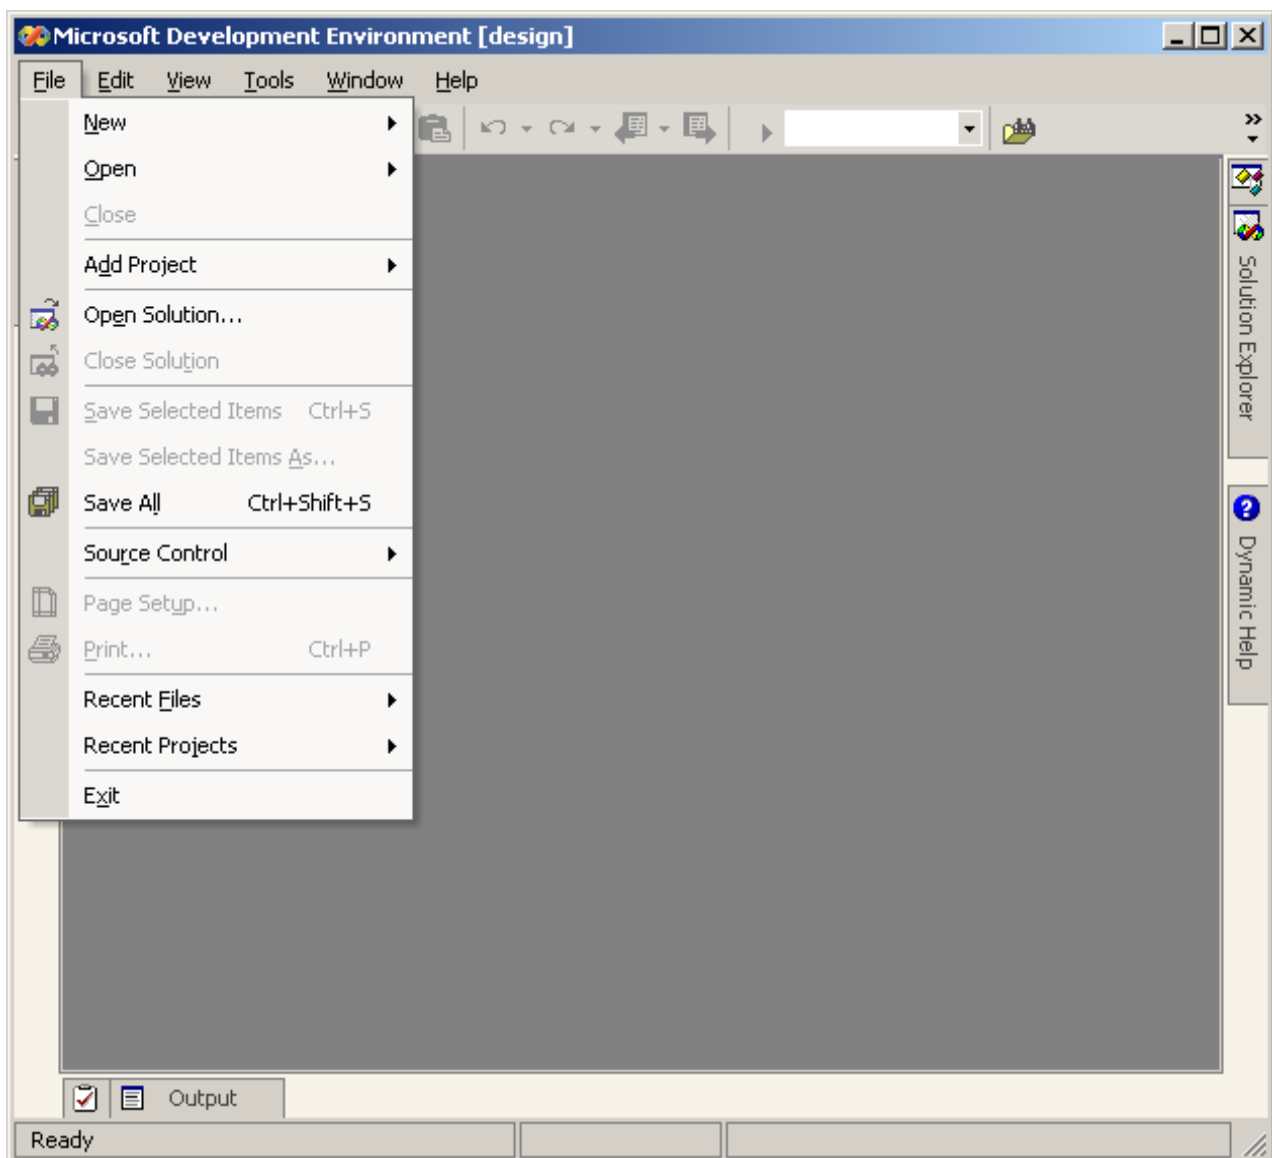 Microsoft Development Environment [design]
File Edit View Tools Window Help
New
Open
Close
Add Project
Open Solution...
Close Solution
Save Selected Items Ctrl+S
Save Selected Items As...
Save All Ctrl+Shift+S
Source Control
Page Setup...
Print... Ctrl+P
Recent Files
Recent Projects
Exit
Solution Explorer
Dynamic Help
Output
Ready